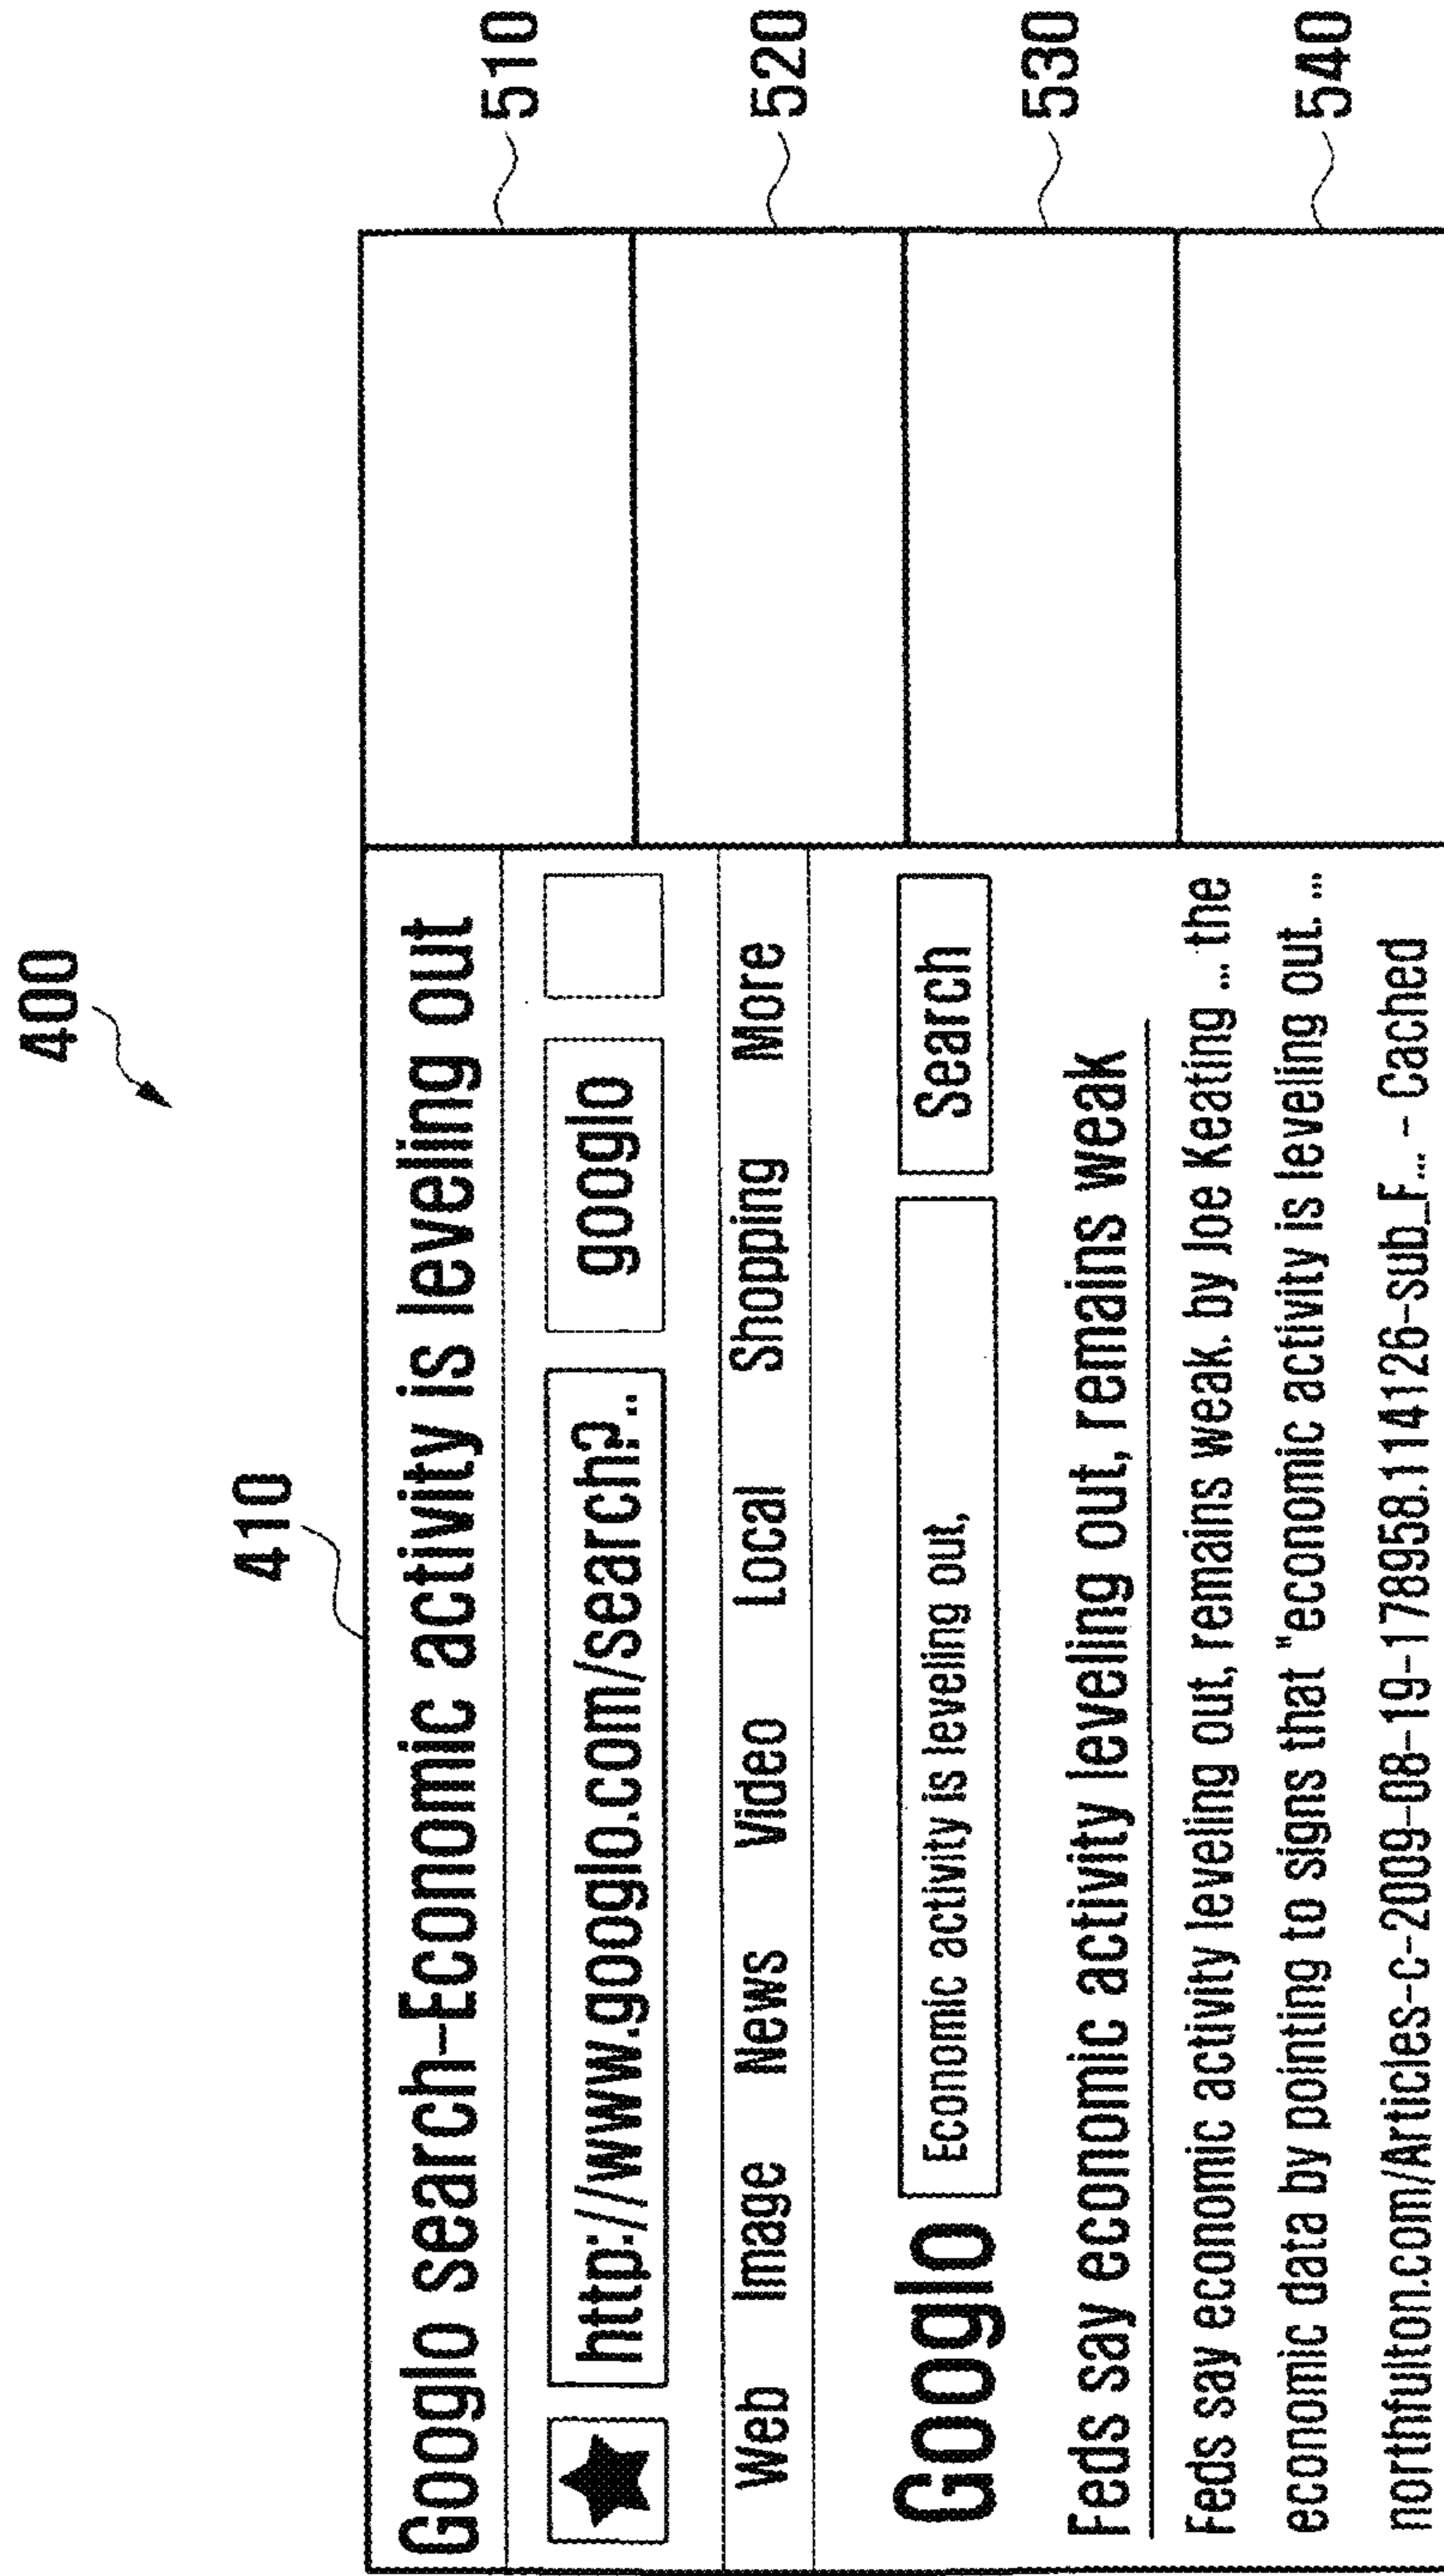 400
410
Googlo search-Economic activity is leveling out
510
http://www.googlo.com/search?.. googlo
Web Image News Video Local Shopping More
520
Googlo Economic activity is leveling out, Search
530
Feds say economic activity leveling out, remains weak
Feds say economic activity leveling out, remains weak. by Joe Keating ... the
economic data by pointing to signs that "economic activity is leveling out. ...
540
northfulton.com/Articles-c-2009-08-19-178958.114126-sub_F... - Cached